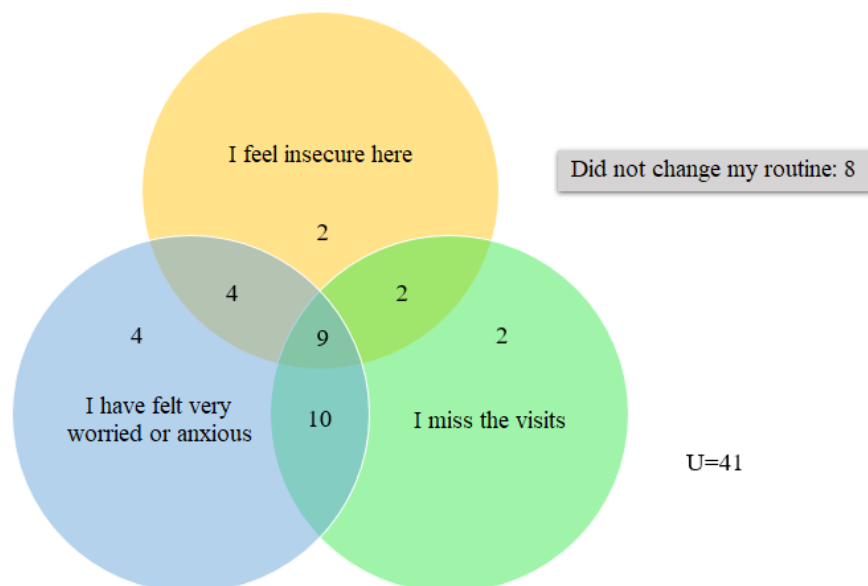 I feel insecure here
Did not change my routine: 8
2
4
2
4
9
2
I have felt very
worried or anxious
10
I miss the visits
U=41